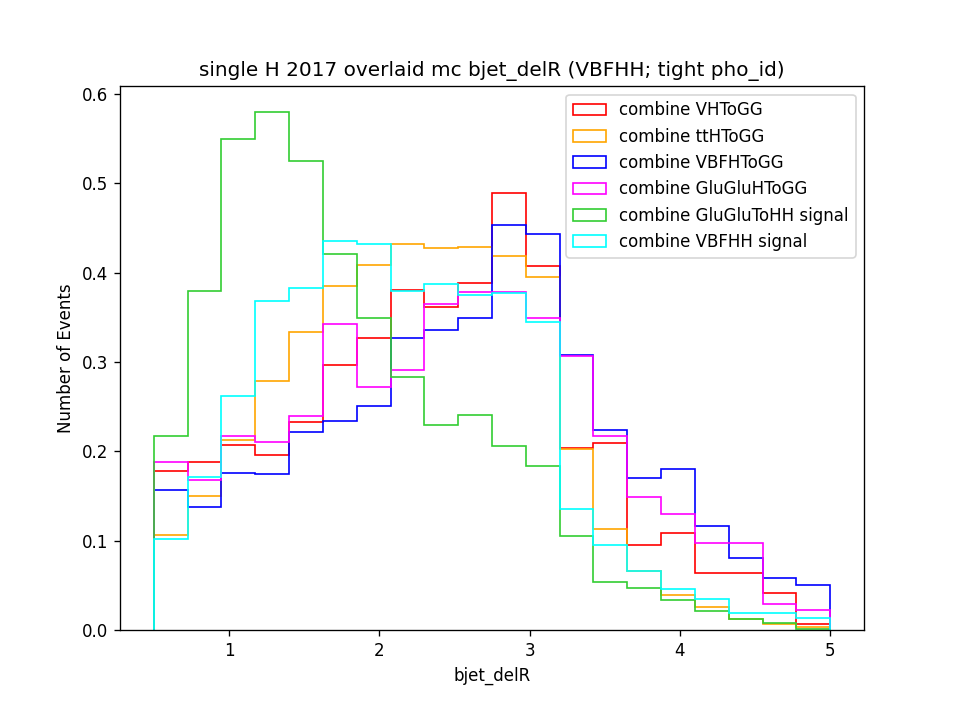 single H 2017 overlaid mc bjet_delR (VBFHH; tight pho_id)
combine VHToGG
combine ttHToGG
combine VBFHToGG
combine GluGluHToGG
combine GluGluToHH signal
combine VBFHH signal
Number of Events
0.6
0.5
0.4
0.3
0.2
0.1
0.0
1
2
3
4
5
bjet_delR